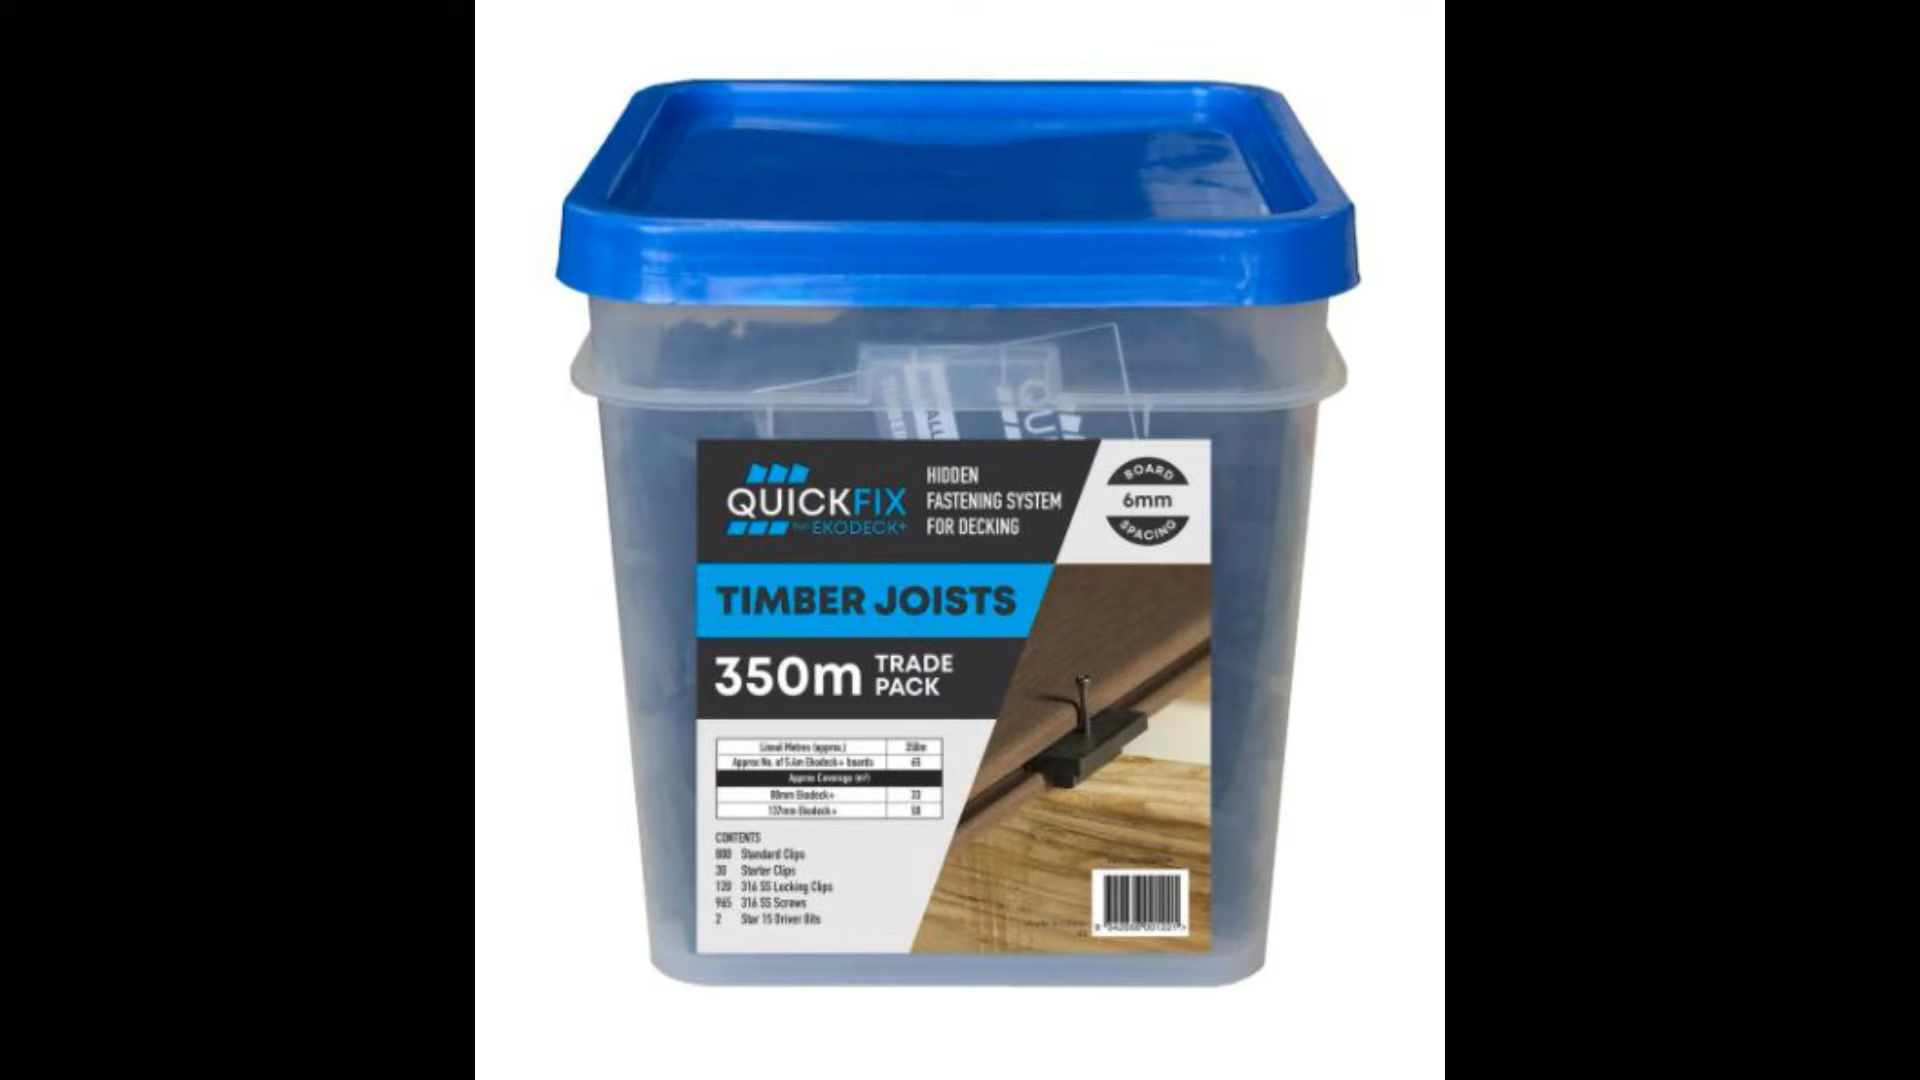 QUICKFIX
for EKODECK+
HIDDEN
FASTENING SYSTEM
FOR DECKING
BOARD
6mm
SPACING
TIMBER JOISTS
350m TRADE
PACK
Lineal Metres (approx.) 350m
Approx No. of 5.4m Ekodeck+ boards 65
Approx Coverage (m²)
88mm Ekodeck+ 33
137mm Ekodeck+ 50
CONTENTS
800 Standard Clips
30 Starter Clips
120 316 SS Locking Clips
965 316 SS Screws
2 Star 15 Driver Bits